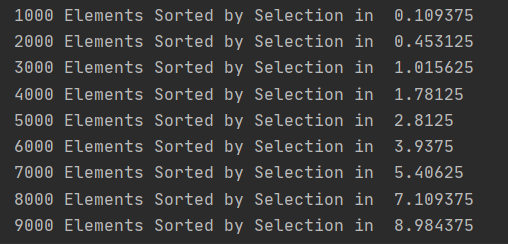 1000 Elements Sorted by Selection in  0.109375
2000 Elements Sorted by Selection in  0.453125
3000 Elements Sorted by Selection in  1.015625
4000 Elements Sorted by Selection in  1.78125
5000 Elements Sorted by Selection in  2.8125
6000 Elements Sorted by Selection in  3.9375
7000 Elements Sorted by Selection in  5.40625
8000 Elements Sorted by Selection in  7.109375
9000 Elements Sorted by Selection in  8.984375